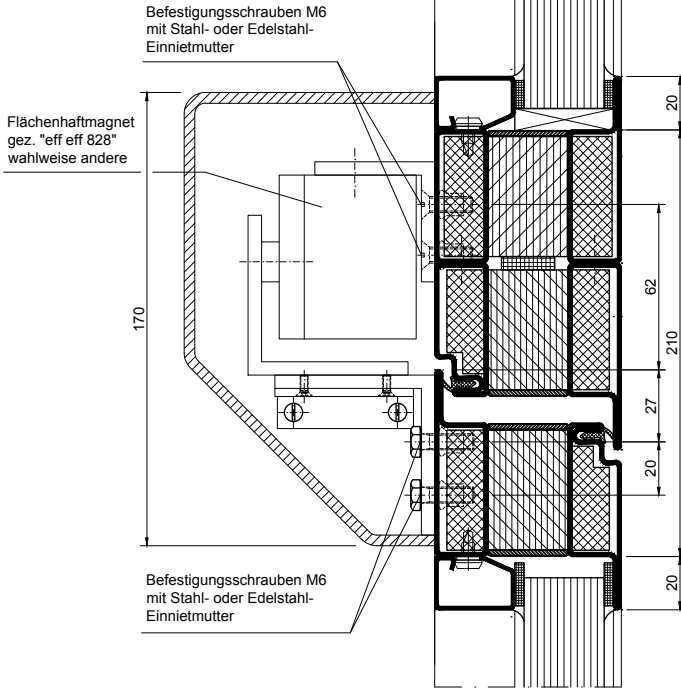 Befestigungsschrauben M6
mit Stahl- oder Edelstahl-
Einnietmutter
Flächenhaftmagnet
gez. "eff eff 828"
wahlweise andere
20
62
210
170
27
20
20
Befestigungsschrauben M6
mit Stahl- oder Edelstahl-
Einnietmutter